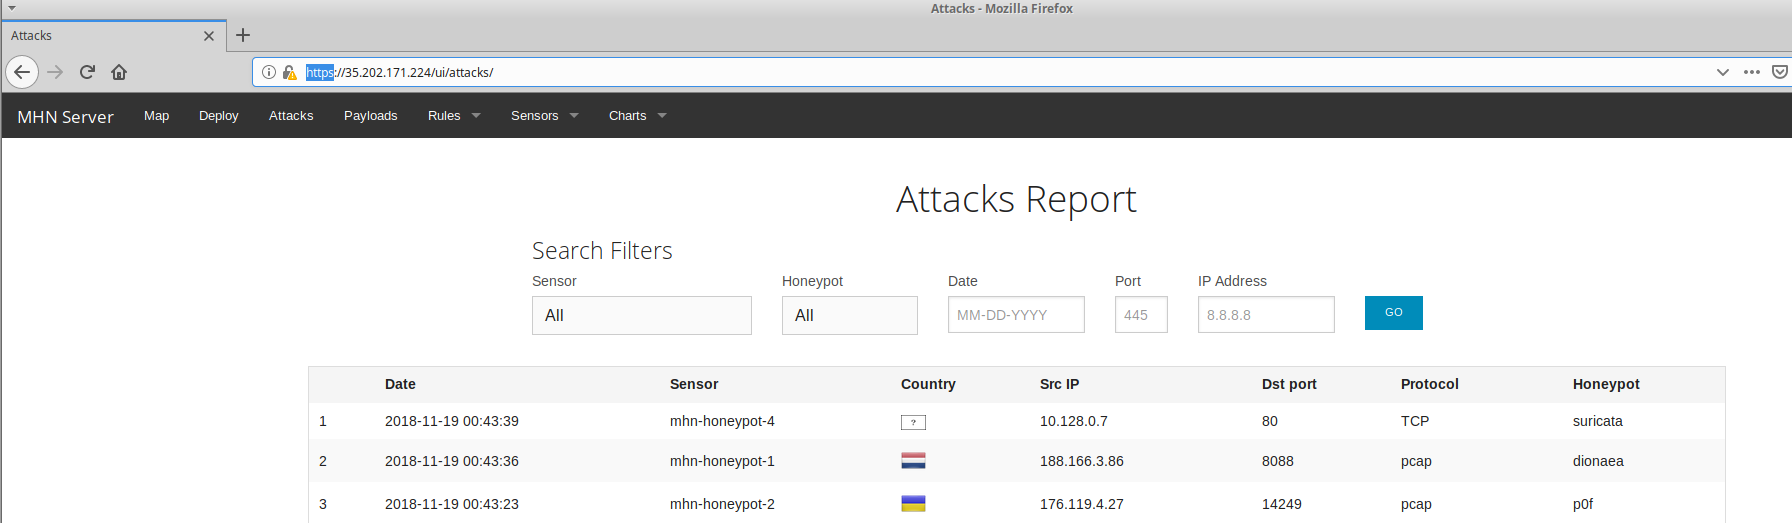 Attacks - Mozilla Firefox
Attacks
https://35.202.171.224/ui/attacks/
MHN Server Map Deploy Attacks Payloads Rules Sensors Charts
Attacks Report
Search Filters
Sensor Honeypot Date Port IP Address
All All MM-DD-YYYY 445 8.8.8.8 GO
Date Sensor Country Src IP Dst port Protocol Honeypot
1 2018-11-19 00:43:39 mhn-honeypot-4 ? 10.128.0.7 80 TCP suricata
2 2018-11-19 00:43:36 mhn-honeypot-1 188.166.3.86 8088 pcap dionaea
3 2018-11-19 00:43:23 mhn-honeypot-2 176.119.4.27 14249 pcap p0f